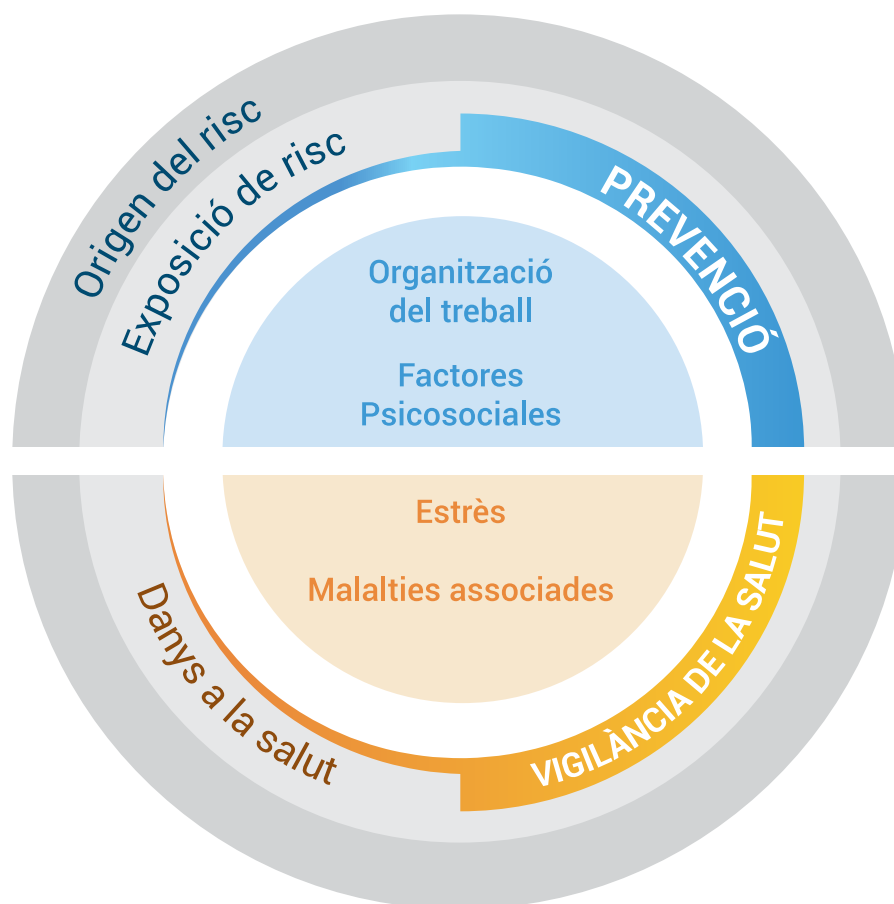 Origen del risc
Exposició de risc
PREVENCIÓ
Organització
del treball
Factores
Psicosociales
Estrès
Malalties associades
Danys a la salut
VIGILÀNCIA DE LA SALUT